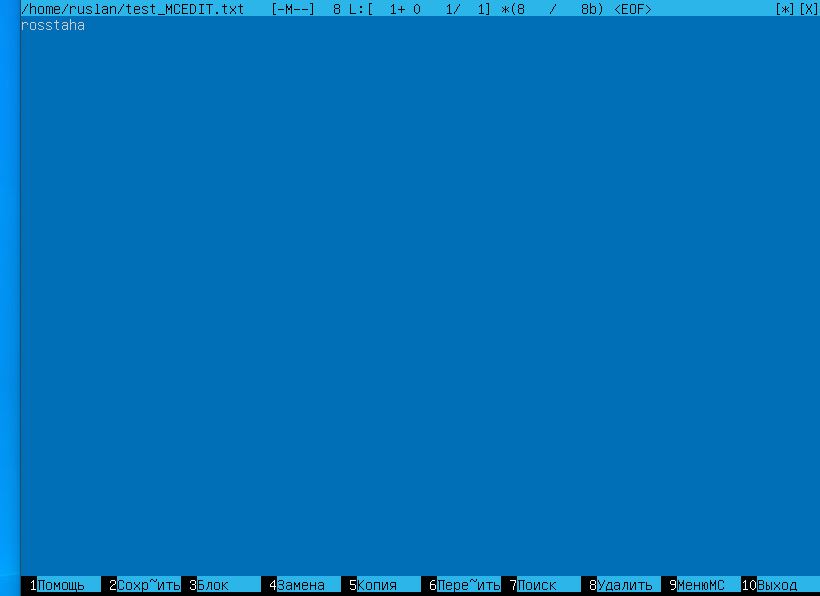 /home/ruslan/test_MCEDIT.txt   [-M--]  8 L:[  1+ 0   1/  1] *(8   /   8b) <EOF>   [*][X]
rosstaha
1Помощь 2Сохр~ить 3Блок 4Замена 5Копия 6Пере~ить 7Поиск 8Удалить 9МенюMC 10Выход